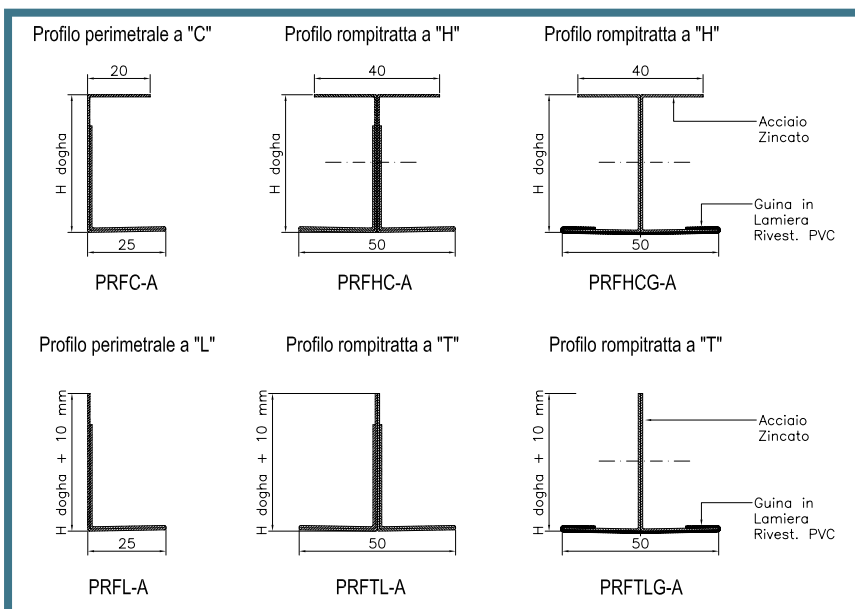 Profilo perimetrale a "C"
Profilo rompitratta a "H"
Profilo rompitratta a "H"
20
40
40
H dogha
H dogha
H dogha
Acciaio
Zincato
Guina in
Lamiera
Rivest. PVC
25
50
50
PRFC-A
PRFHC-A
PRFHCG-A
Profilo perimetrale a "L"
Profilo rompitratta a "T"
Profilo rompitratta a "T"
H dogha + 10 mm
H dogha + 10 mm
H dogha + 10 mm
Acciaio
Zincato
Guina in
Lamiera
Rivest. PVC
25
50
50
PRFL-A
PRFTL-A
PRFTLG-A